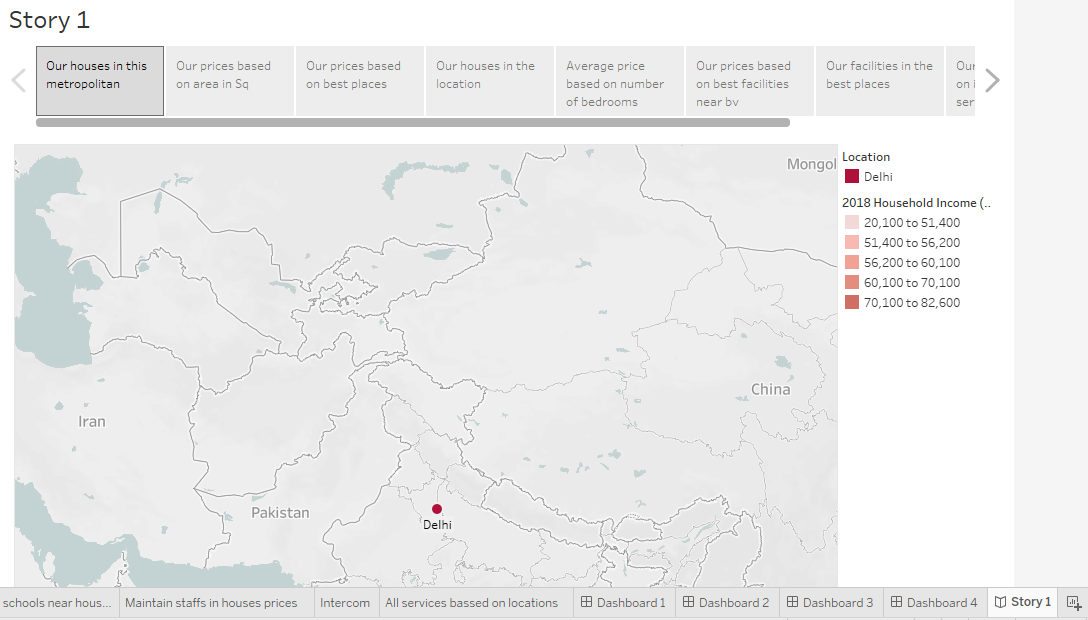 Story 1
Our houses in this
metropolitan
Our prices based
on area in Sq
Our prices based
on best places
Our houses in the
location
Average price
based on number
of bedrooms
Our prices based
on best facilities
near bv
Our facilities in the
best places
Our
on i
ser
Mongol
China
Iran
Pakistan
Delhi
Location
Delhi
2018 Household Income (..
20,100 to 51,400
51,400 to 56,200
56,200 to 60,100
60,100 to 70,100
70,100 to 82,600
schools near hous...
Maintain staffs in houses prices
Intercom
All services bassed on locations
Dashboard 1
Dashboard 2
Dashboard 3
Dashboard 4
Story 1